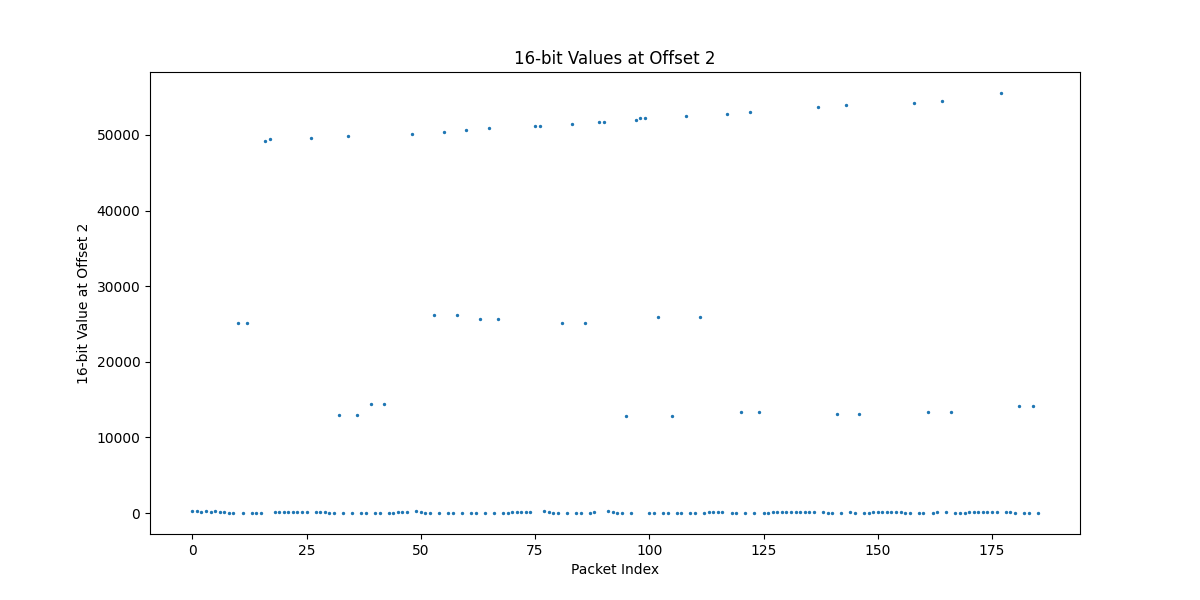 16-bit Values at Offset 2
16-bit Value at Offset 2
50000
40000
30000
20000
10000
0
0 25 50 75 100 125 150 175
Packet Index